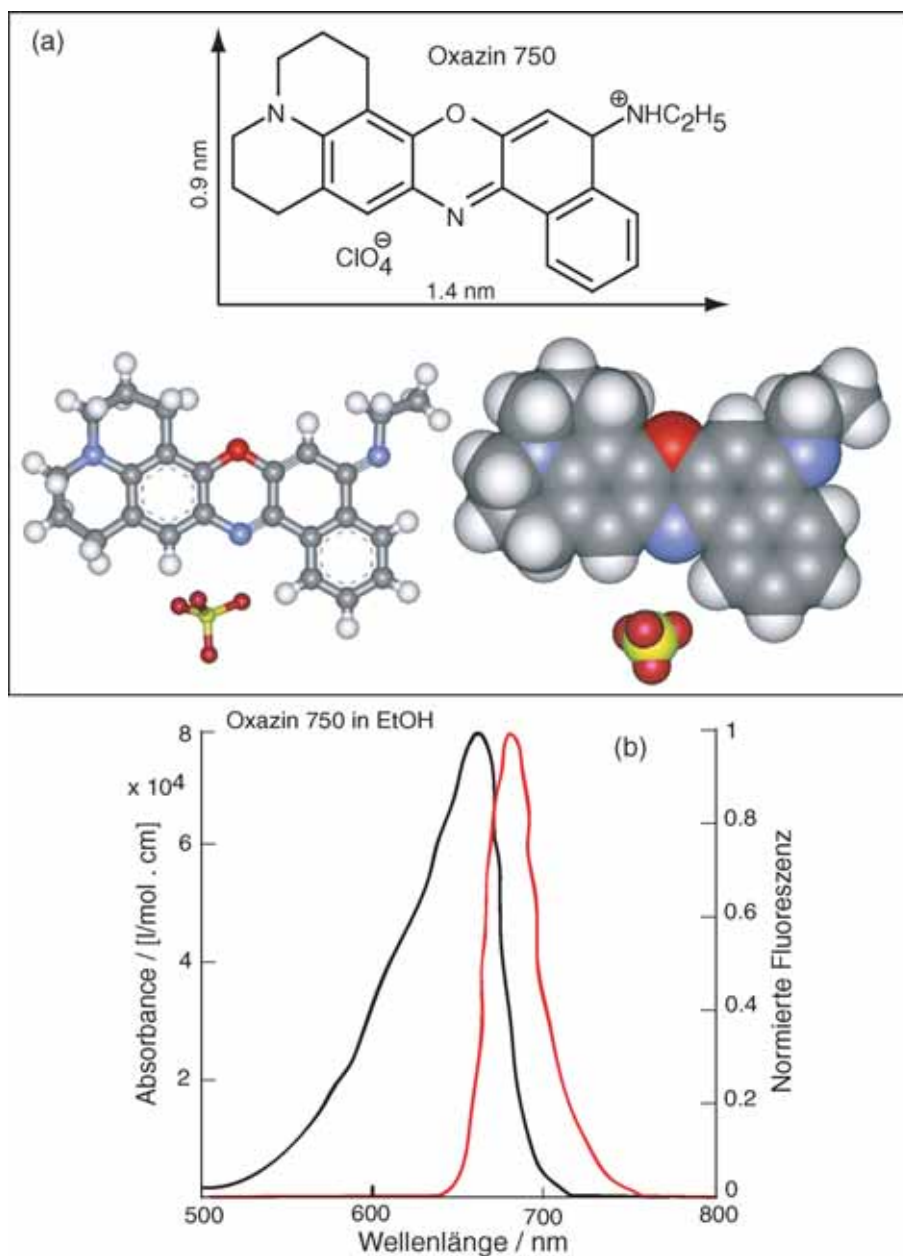 (a)
Oxazin 750
N
O
⊕
NHC2H5
N
0.9 nm
ClO4 ⊖
1.4 nm
Oxazin 750 in EtOH
(b)
8
x 10^4
6
4
2
Absorbance / [l/mol . cm]
1
0.8
0.6
0.4
0.2
0
Normierte Fluoreszenz
500 600 700 800
Wellenlänge / nm